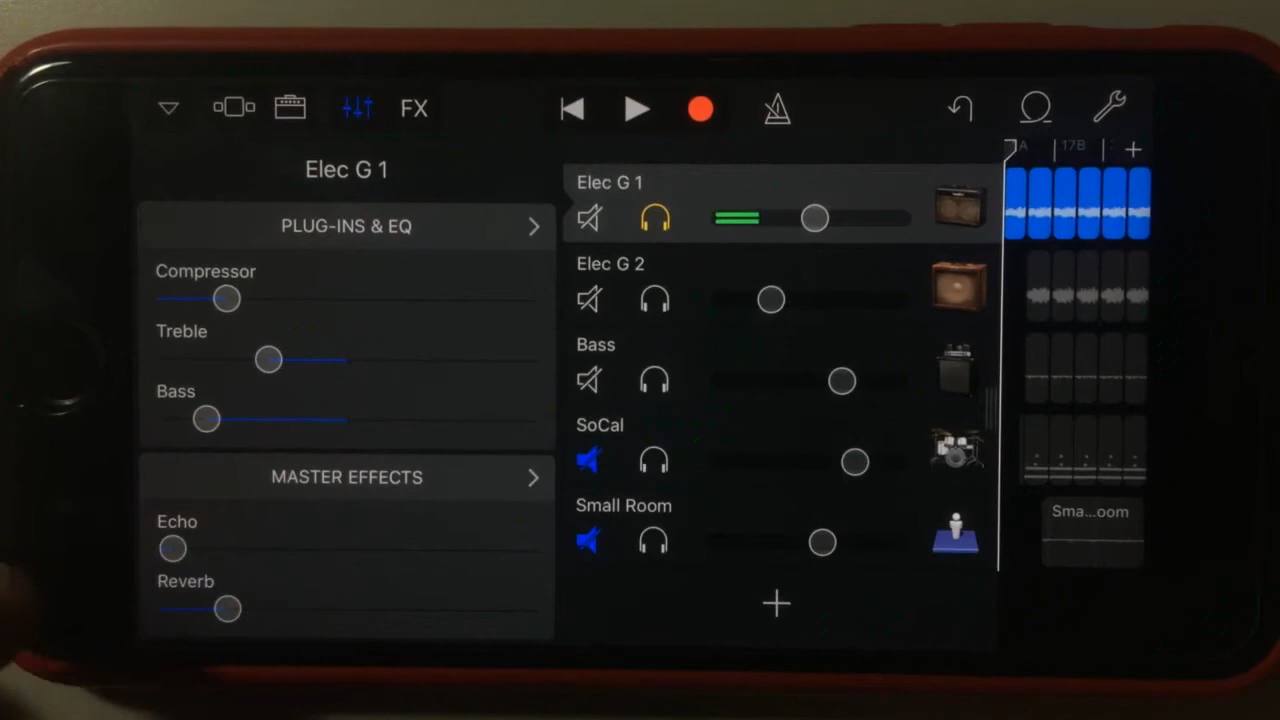 FX
A 17B
Elec G 1
PLUG-INS & EQ
Compressor
Treble
Bass
MASTER EFFECTS
Echo
Reverb
Elec G 1
Elec G 2
Bass
SoCal
Small Room
Sma...oom